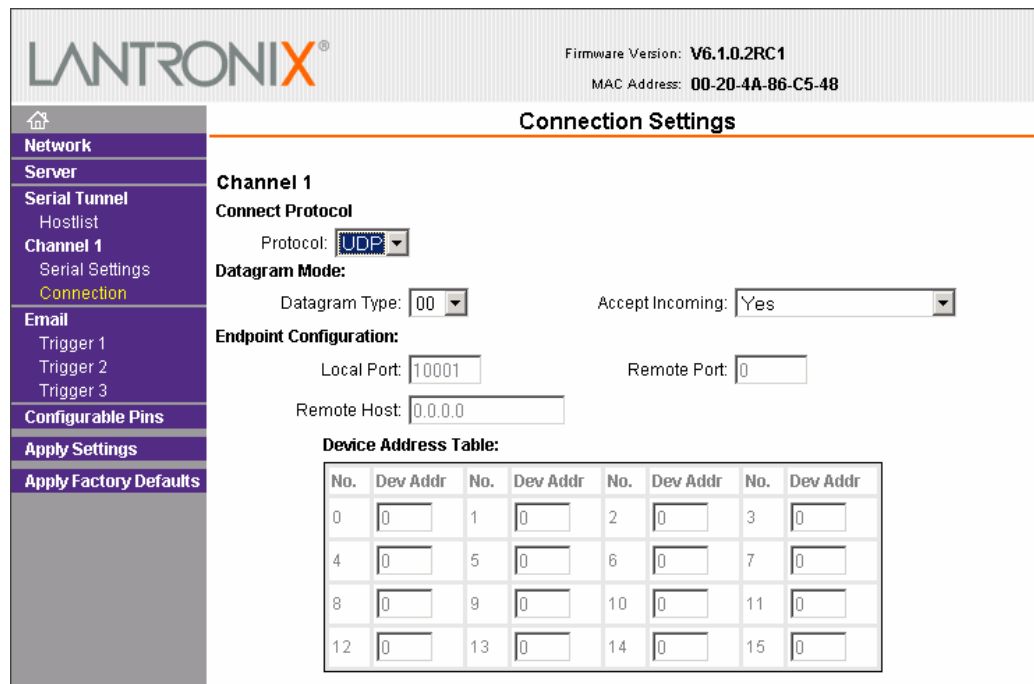 LANTRONIX®
Firmware Version: V6.1.0.2RC1
MAC Address: 00-20-4A-86-C5-48
Connection Settings
Network
Server
Serial Tunnel
Hostlist
Channel 1
Serial Settings
Connection
Email
Trigger 1
Trigger 2
Trigger 3
Configurable Pins
Apply Settings
Apply Factory Defaults
Channel 1
Connect Protocol
Protocol: UDP
Datagram Mode:
Datagram Type: 00 Accept Incoming: Yes
Endpoint Configuration:
Local Port: 10001 Remote Port: 0
Remote Host: 0.0.0.0
Device Address Table:
No. Dev Addr No. Dev Addr No. Dev Addr No. Dev Addr
0 0 1 0 2 0 3 0
4 0 5 0 6 0 7 0
8 0 9 0 10 0 11 0
12 0 13 0 14 0 15 0